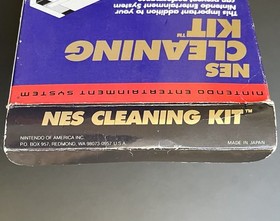 This important addition to your
Nintendo Entertainment System
NES
CLEANING
KIT™
NINTENDO ENTERTAINMENT SYSTEM
NES CLEANING KIT™
NINTENDO OF AMERICA INC.
P.O. BOX 957, REDMOND, WA 98073-0957 U.S.A.
MADE IN JAPAN